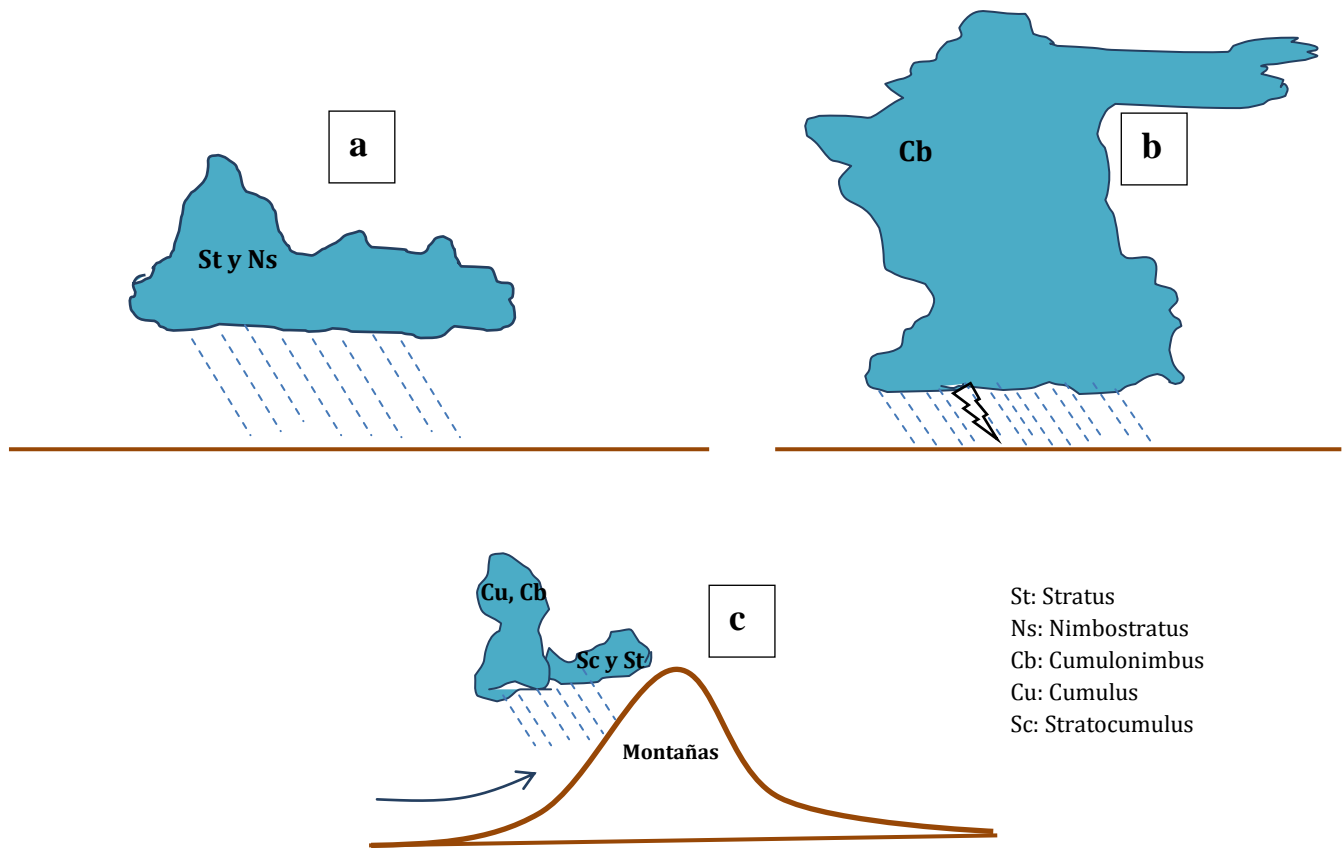 a
St y Ns
b
Cb
c
Cu, Cb
Sc y St
Montañas
St: Stratus
Ns: Nimbostratus
Cb: Cumulonimbus
Cu: Cumulus
Sc: Stratocumulus